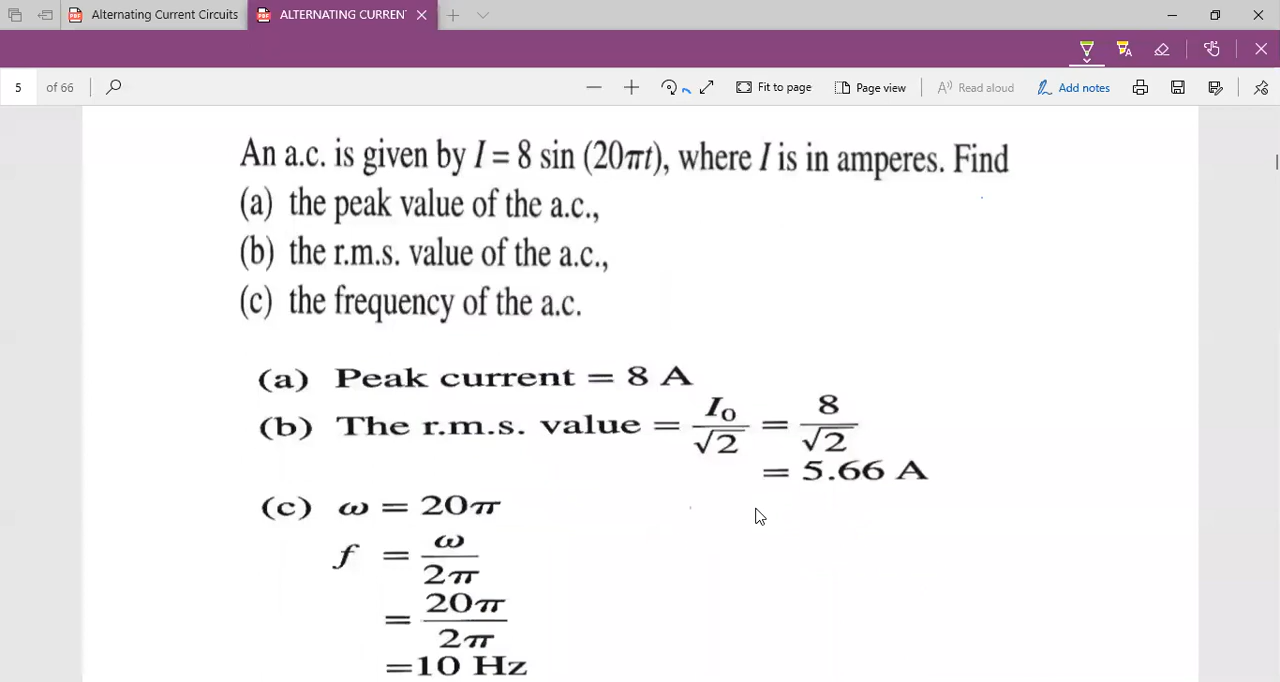 Alternating Current Circuits
ALTERNATING CURREN
5 of 66
Fit to page
Page view
Read aloud
Add notes
An a.c. is given by I = 8 sin (20πt), where I is in amperes. Find
(a) the peak value of the a.c.,
(b) the r.m.s. value of the a.c.,
(c) the frequency of the a.c.
(a) Peak current = 8 A
(b) The r.m.s. value = I₀/√2 = 8/√2
= 5.66 A
(c) ω = 20π
f = ω/2π
= 20π/2π
=10 Hz